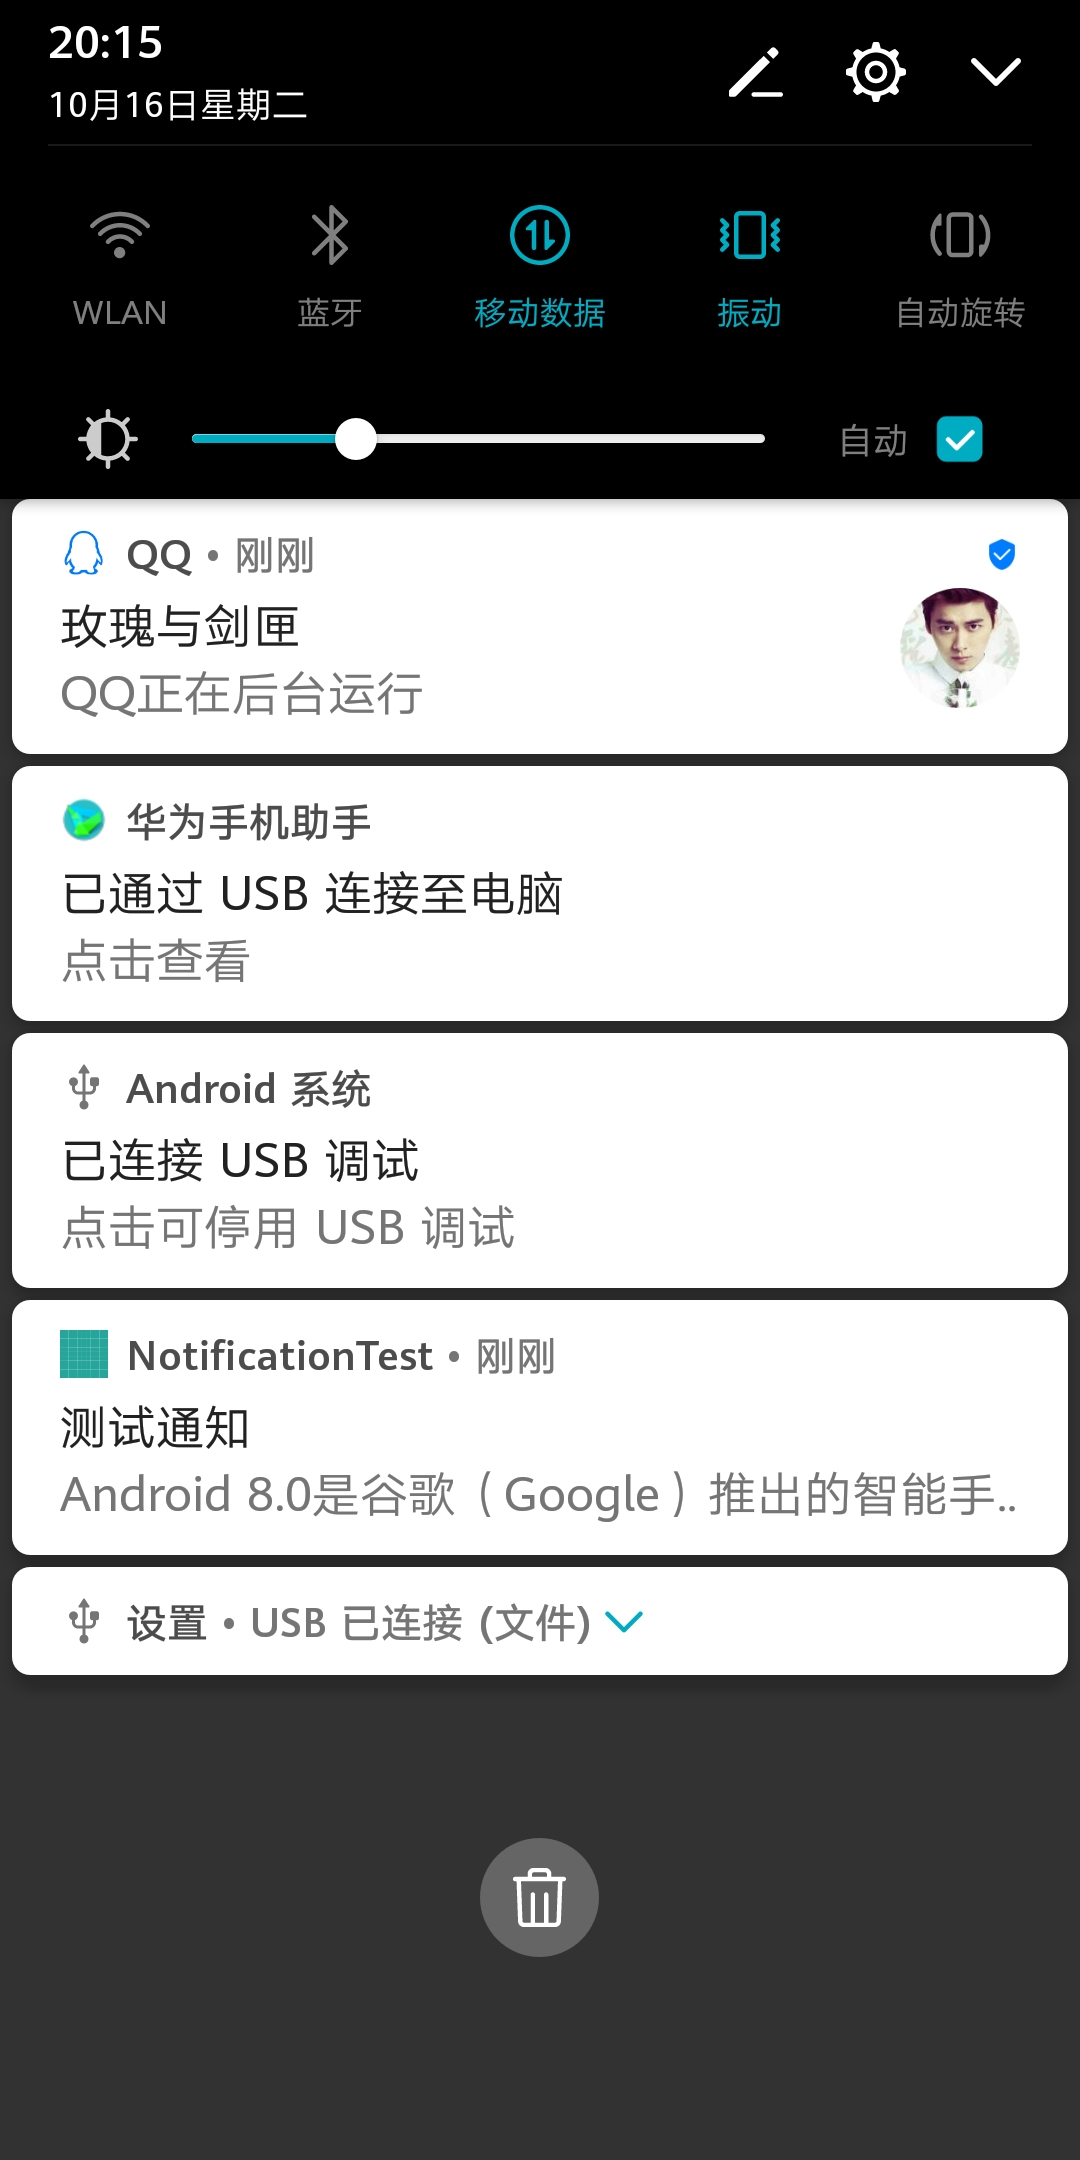 20:15
10月16日星期二
WLAN
蓝牙
移动数据
振动
自动旋转
自动
QQ • 刚刚
玫瑰与剑匣
QQ正在后台运行
华为手机助手
已通过 USB 连接至电脑
点击查看
Android 系统
已连接 USB 调试
点击可停用 USB 调试
NotificationTest • 刚刚
测试通知
Android 8.0是谷歌（Google）推出的智能手..
设置 • USB 已连接 (文件)